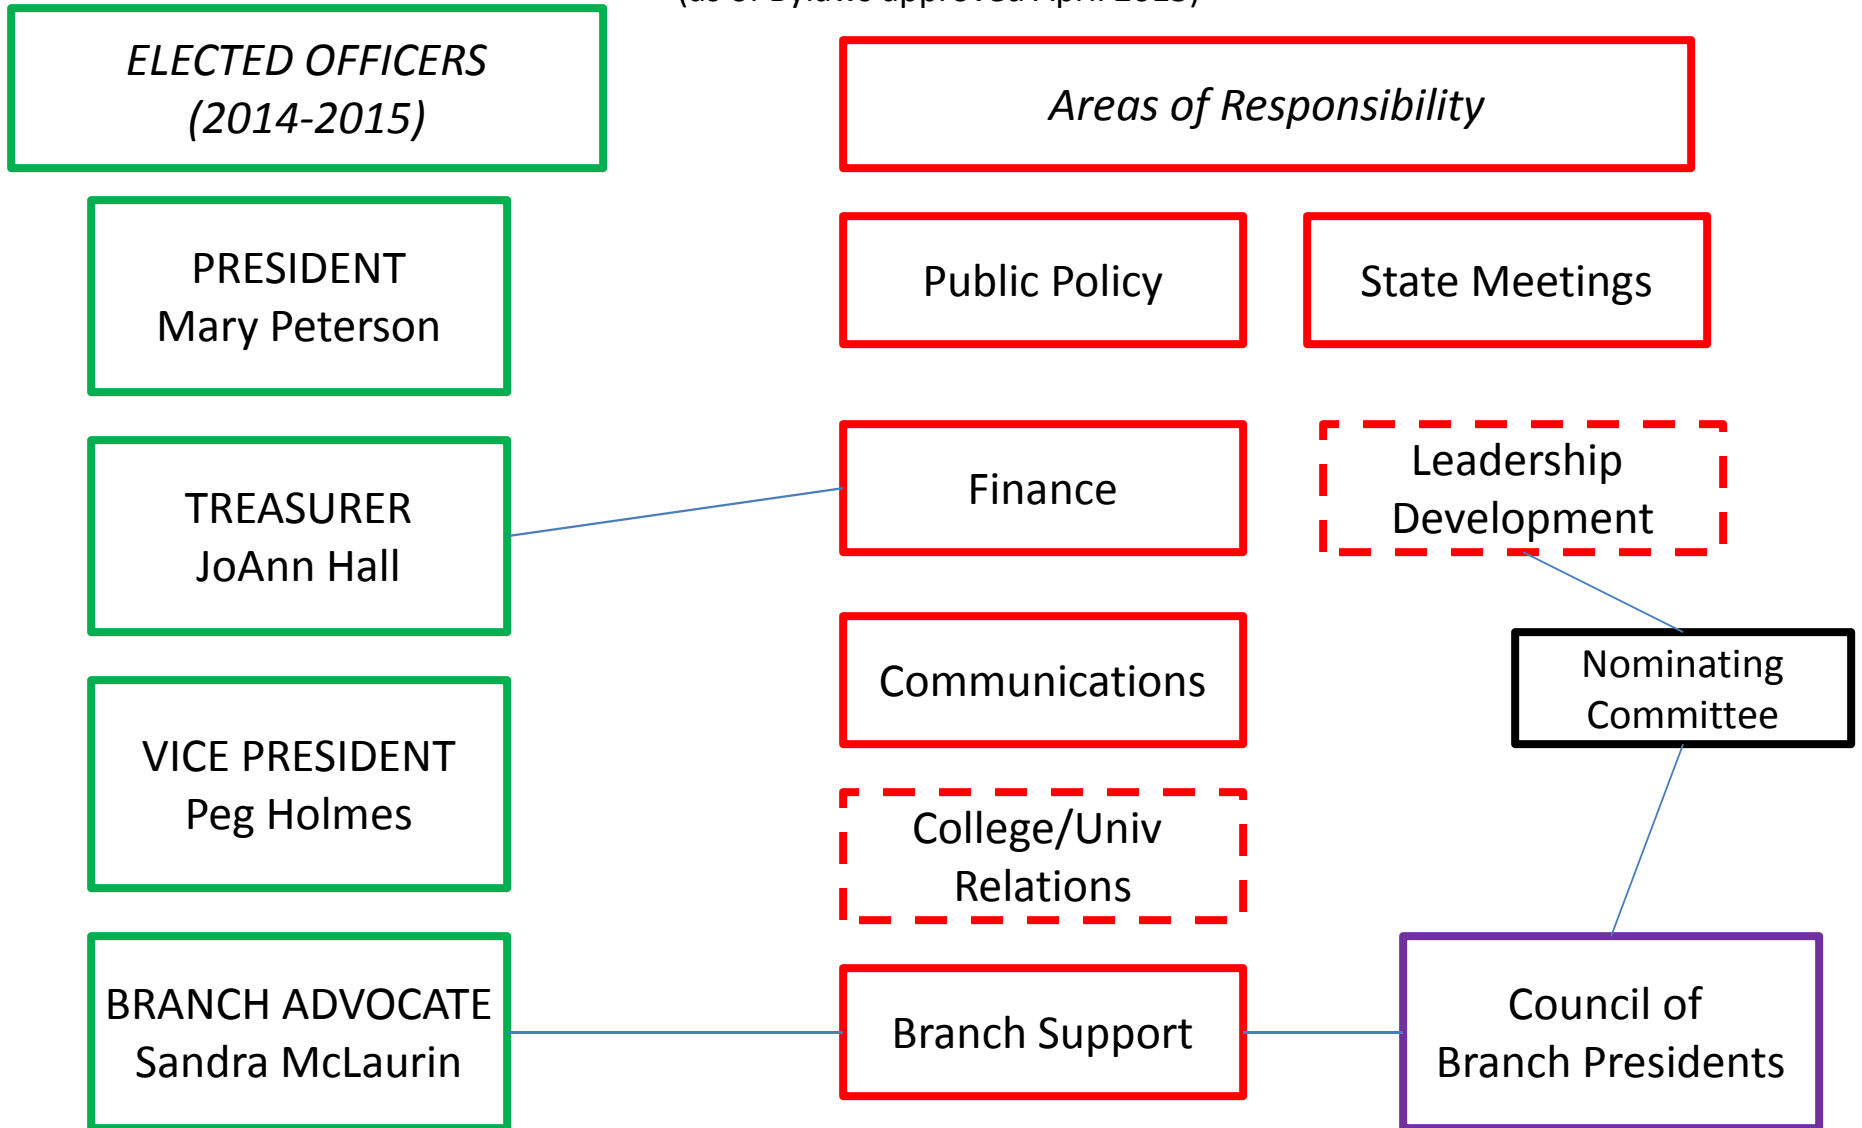 ELECTED OFFICERS
(2014-2015)
Areas of Responsibility
PRESIDENT
Mary Peterson
Public Policy
State Meetings
TREASURER
JoAnn Hall
Finance
Leadership
Development
Communications
Nominating
Committee
VICE PRESIDENT
Peg Holmes
College/Univ
Relations
BRANCH ADVOCATE
Sandra McLaurin
Branch Support
Council of
Branch Presidents